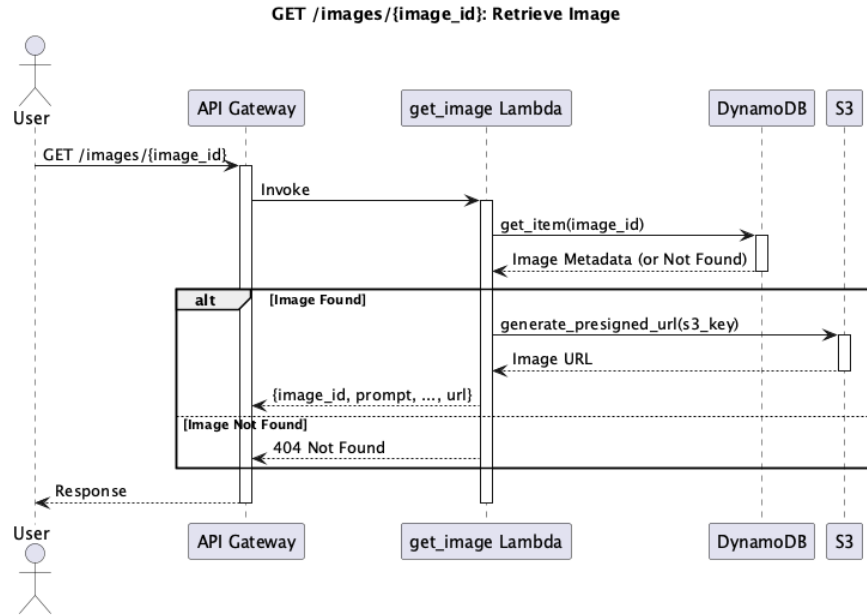 GET /images/{image_id}: Retrieve Image
User
API Gateway
get_image Lambda
DynamoDB
S3
GET /images/{image_id}
Invoke
get_item(image_id)
Image Metadata (or Not Found)
alt
[Image Found]
generate_presigned_url(s3_key)
Image URL
{image_id, prompt, ..., url}
[Image Not Found]
404 Not Found
Response
User
API Gateway
get_image Lambda
DynamoDB
S3